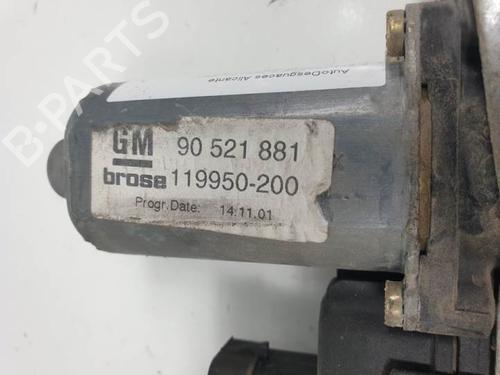 B-PARTS
AutoDesguaces Alicante
GM 90 521 881
brose 119950-200
Progr.Date: 14.11.01